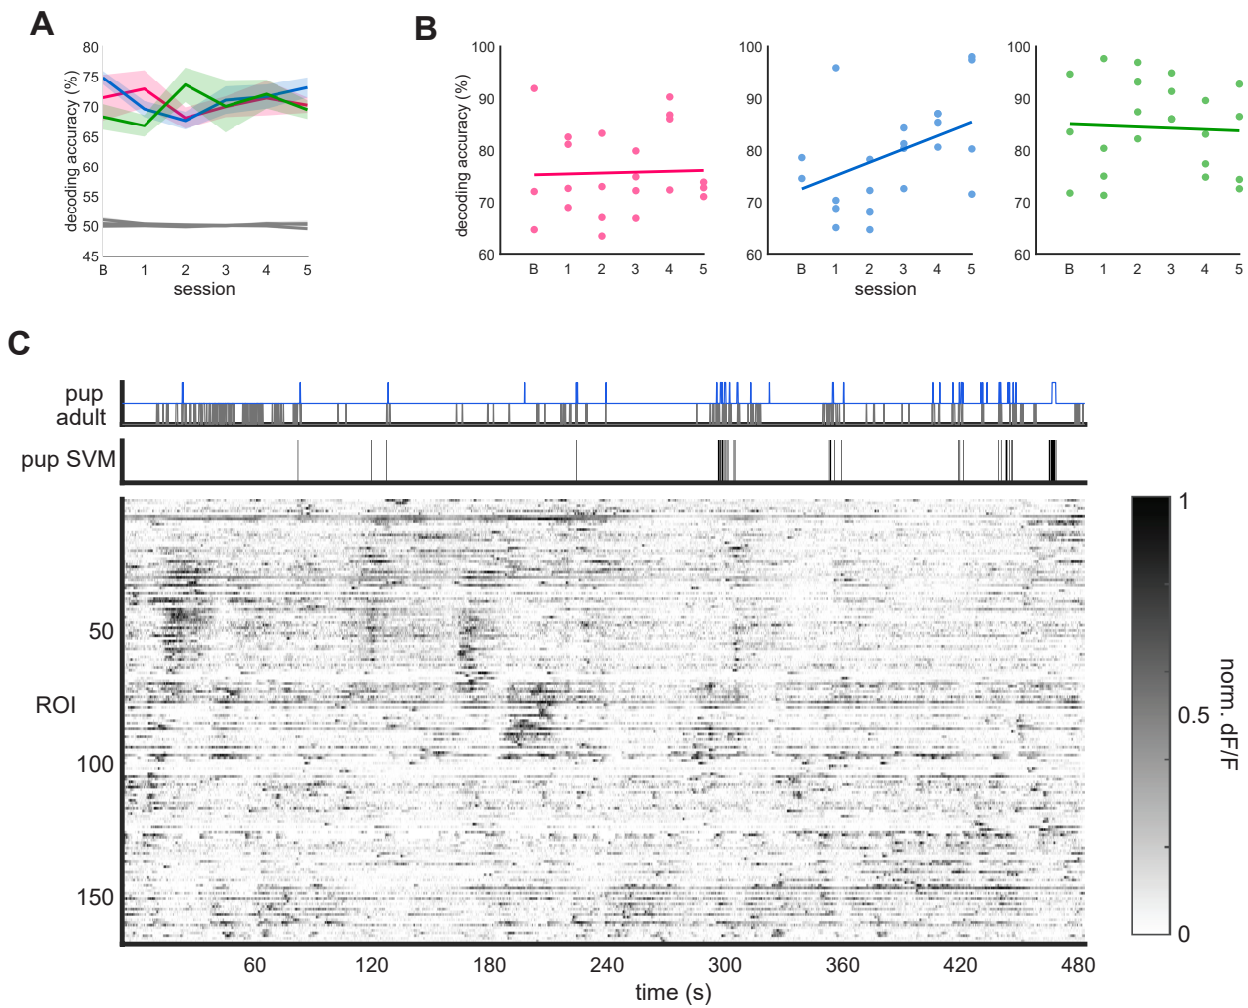 A
B
80
75
70
65
60
55
50
45
decoding accuracy (%)
B 1 2 3 4 5
session
100
90
80
70
60
decoding accuracy (%)
B 1 2 3 4 5
100
90
80
70
60
B 1 2 3 4 5
session
100
90
80
70
60
B 1 2 3 4 5
C
pup
adult
pup SVM
50
ROI
100
150
60 120 180 240 300 360 420 480
time (s)
1
0.5
0
norm. dF/F